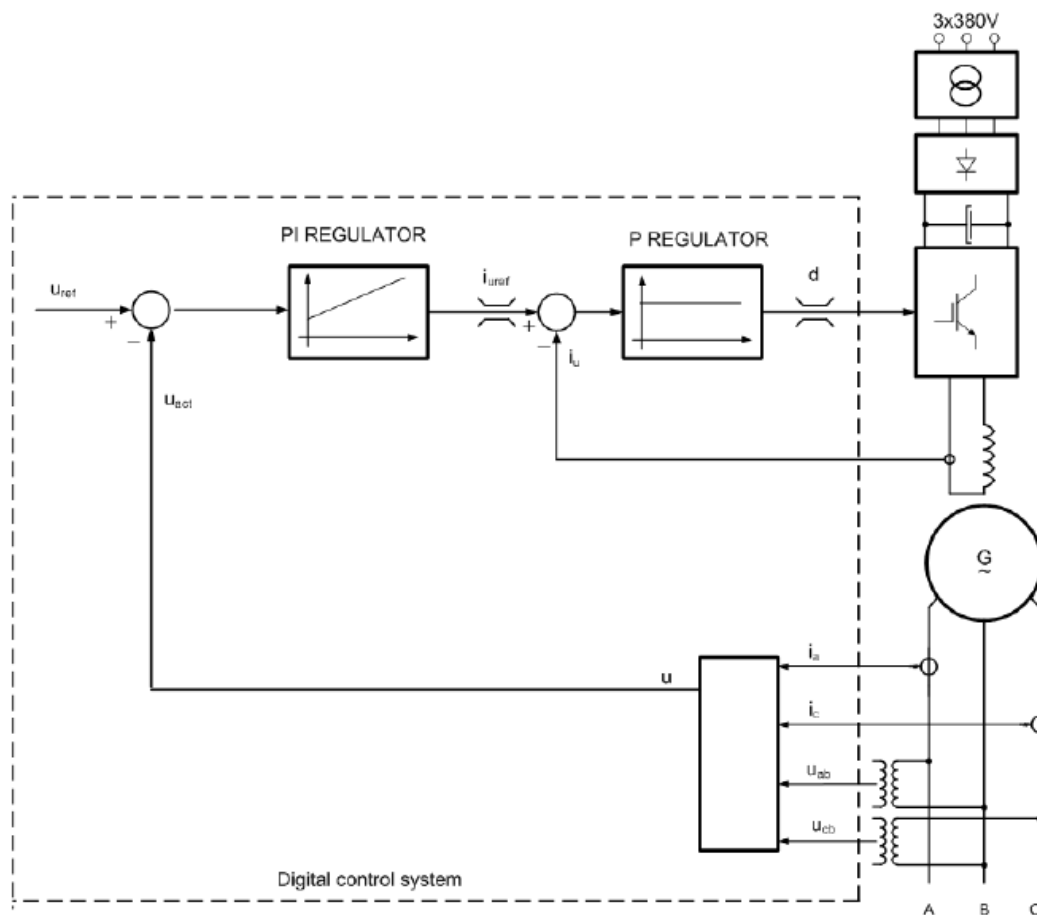 3x380V
PI REGULATOR
P REGULATOR
u_ref
+
−
i_uref
+
−
d
i_u
u_act
G
~
i_a
u
i_c
u_ab
u_cb
Digital control system
A B C